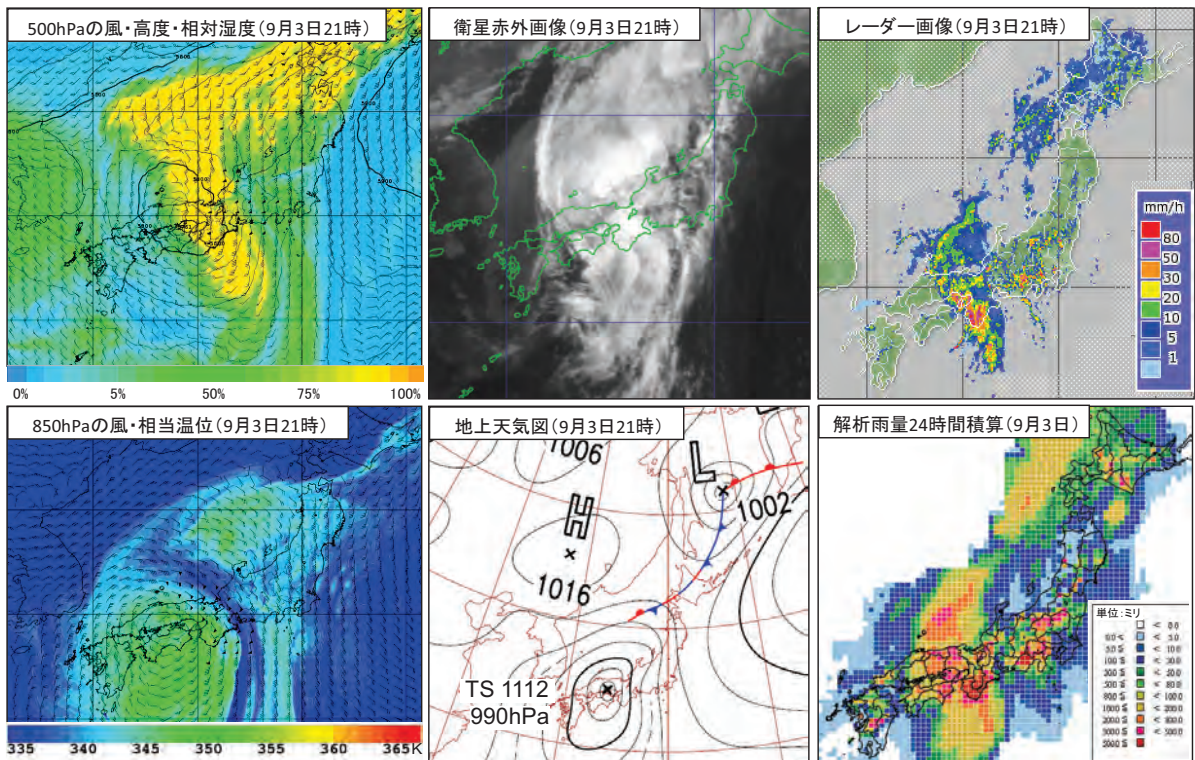 500hPaの風・高度・相対湿度(9月3日21時)
衛星赤外画像(9月3日21時)
レーダー画像(9月3日21時)
5800
5900
5900
5800
mm/h
80
50
30
20
10
5
1
0% 5% 50% 75% 100%
850hPaの風・相当温位(9月3日21時)
地上天気図(9月3日21時)
解析雨量24時間積算(9月3日)
1006
H
1016
L
1002
TS 1112
990hPa
単位:ミリ
335 340 345 350 355 360 365K